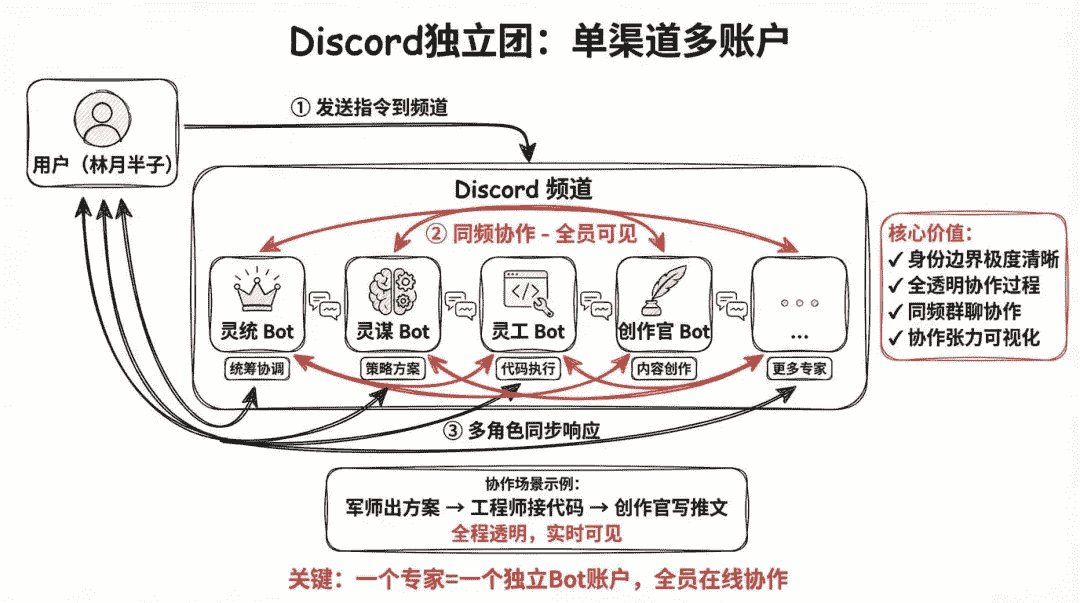 Discord独立团：单渠道多账户
① 发送指令到频道
用户（林月半子）
Discord 频道
② 同频协作 - 全员可见
灵统 Bot
灵谋 Bot
灵工 Bot
创作官 Bot
...
统筹协调
策略方案
代码执行
内容创作
更多专家
核心价值：
✓ 身份边界极度清晰
✓ 全透明协作过程
✓ 同频群聊协作
✓ 协作张力可视化
③ 多角色同步响应
协作场景示例：
军师出方案 → 工程师接代码 → 创作官写推文
全程透明，实时可见
关键：一个专家=一个独立Bot账户，全员在线协作